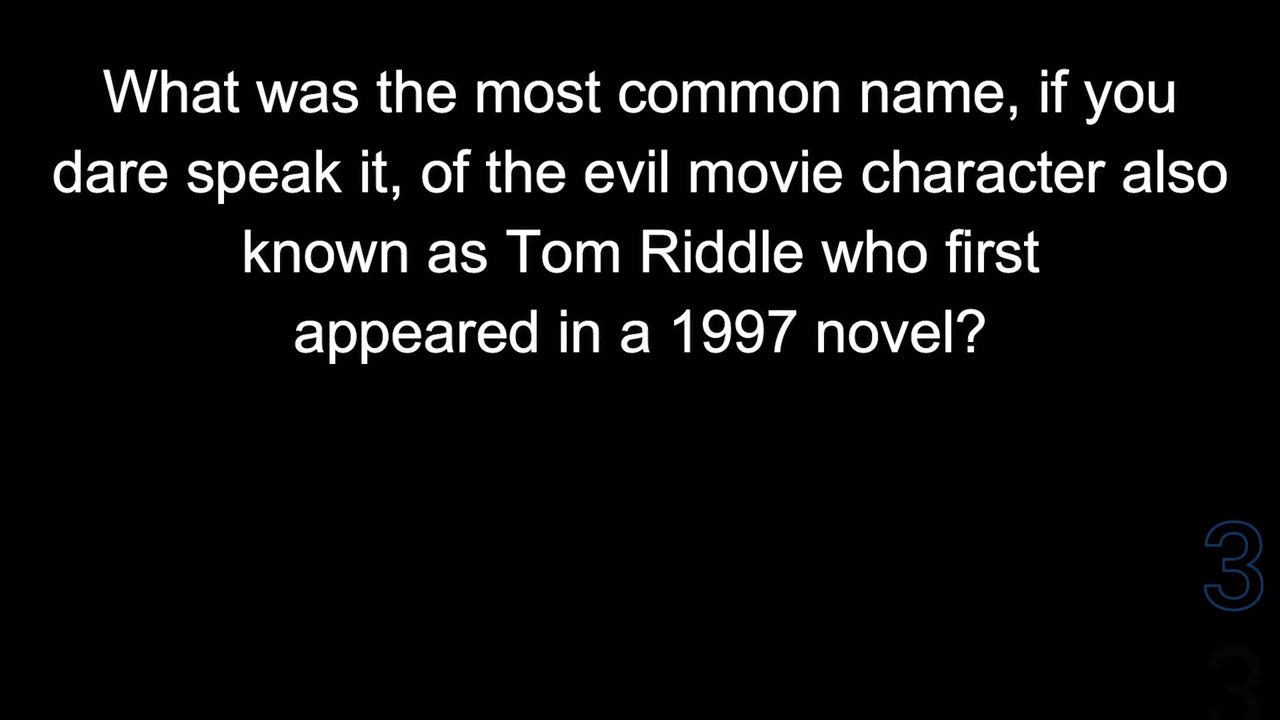 What was the most common name, if you
dare speak it, of the evil movie character also
known as Tom Riddle who first
appeared in a 1997 novel?
3
3